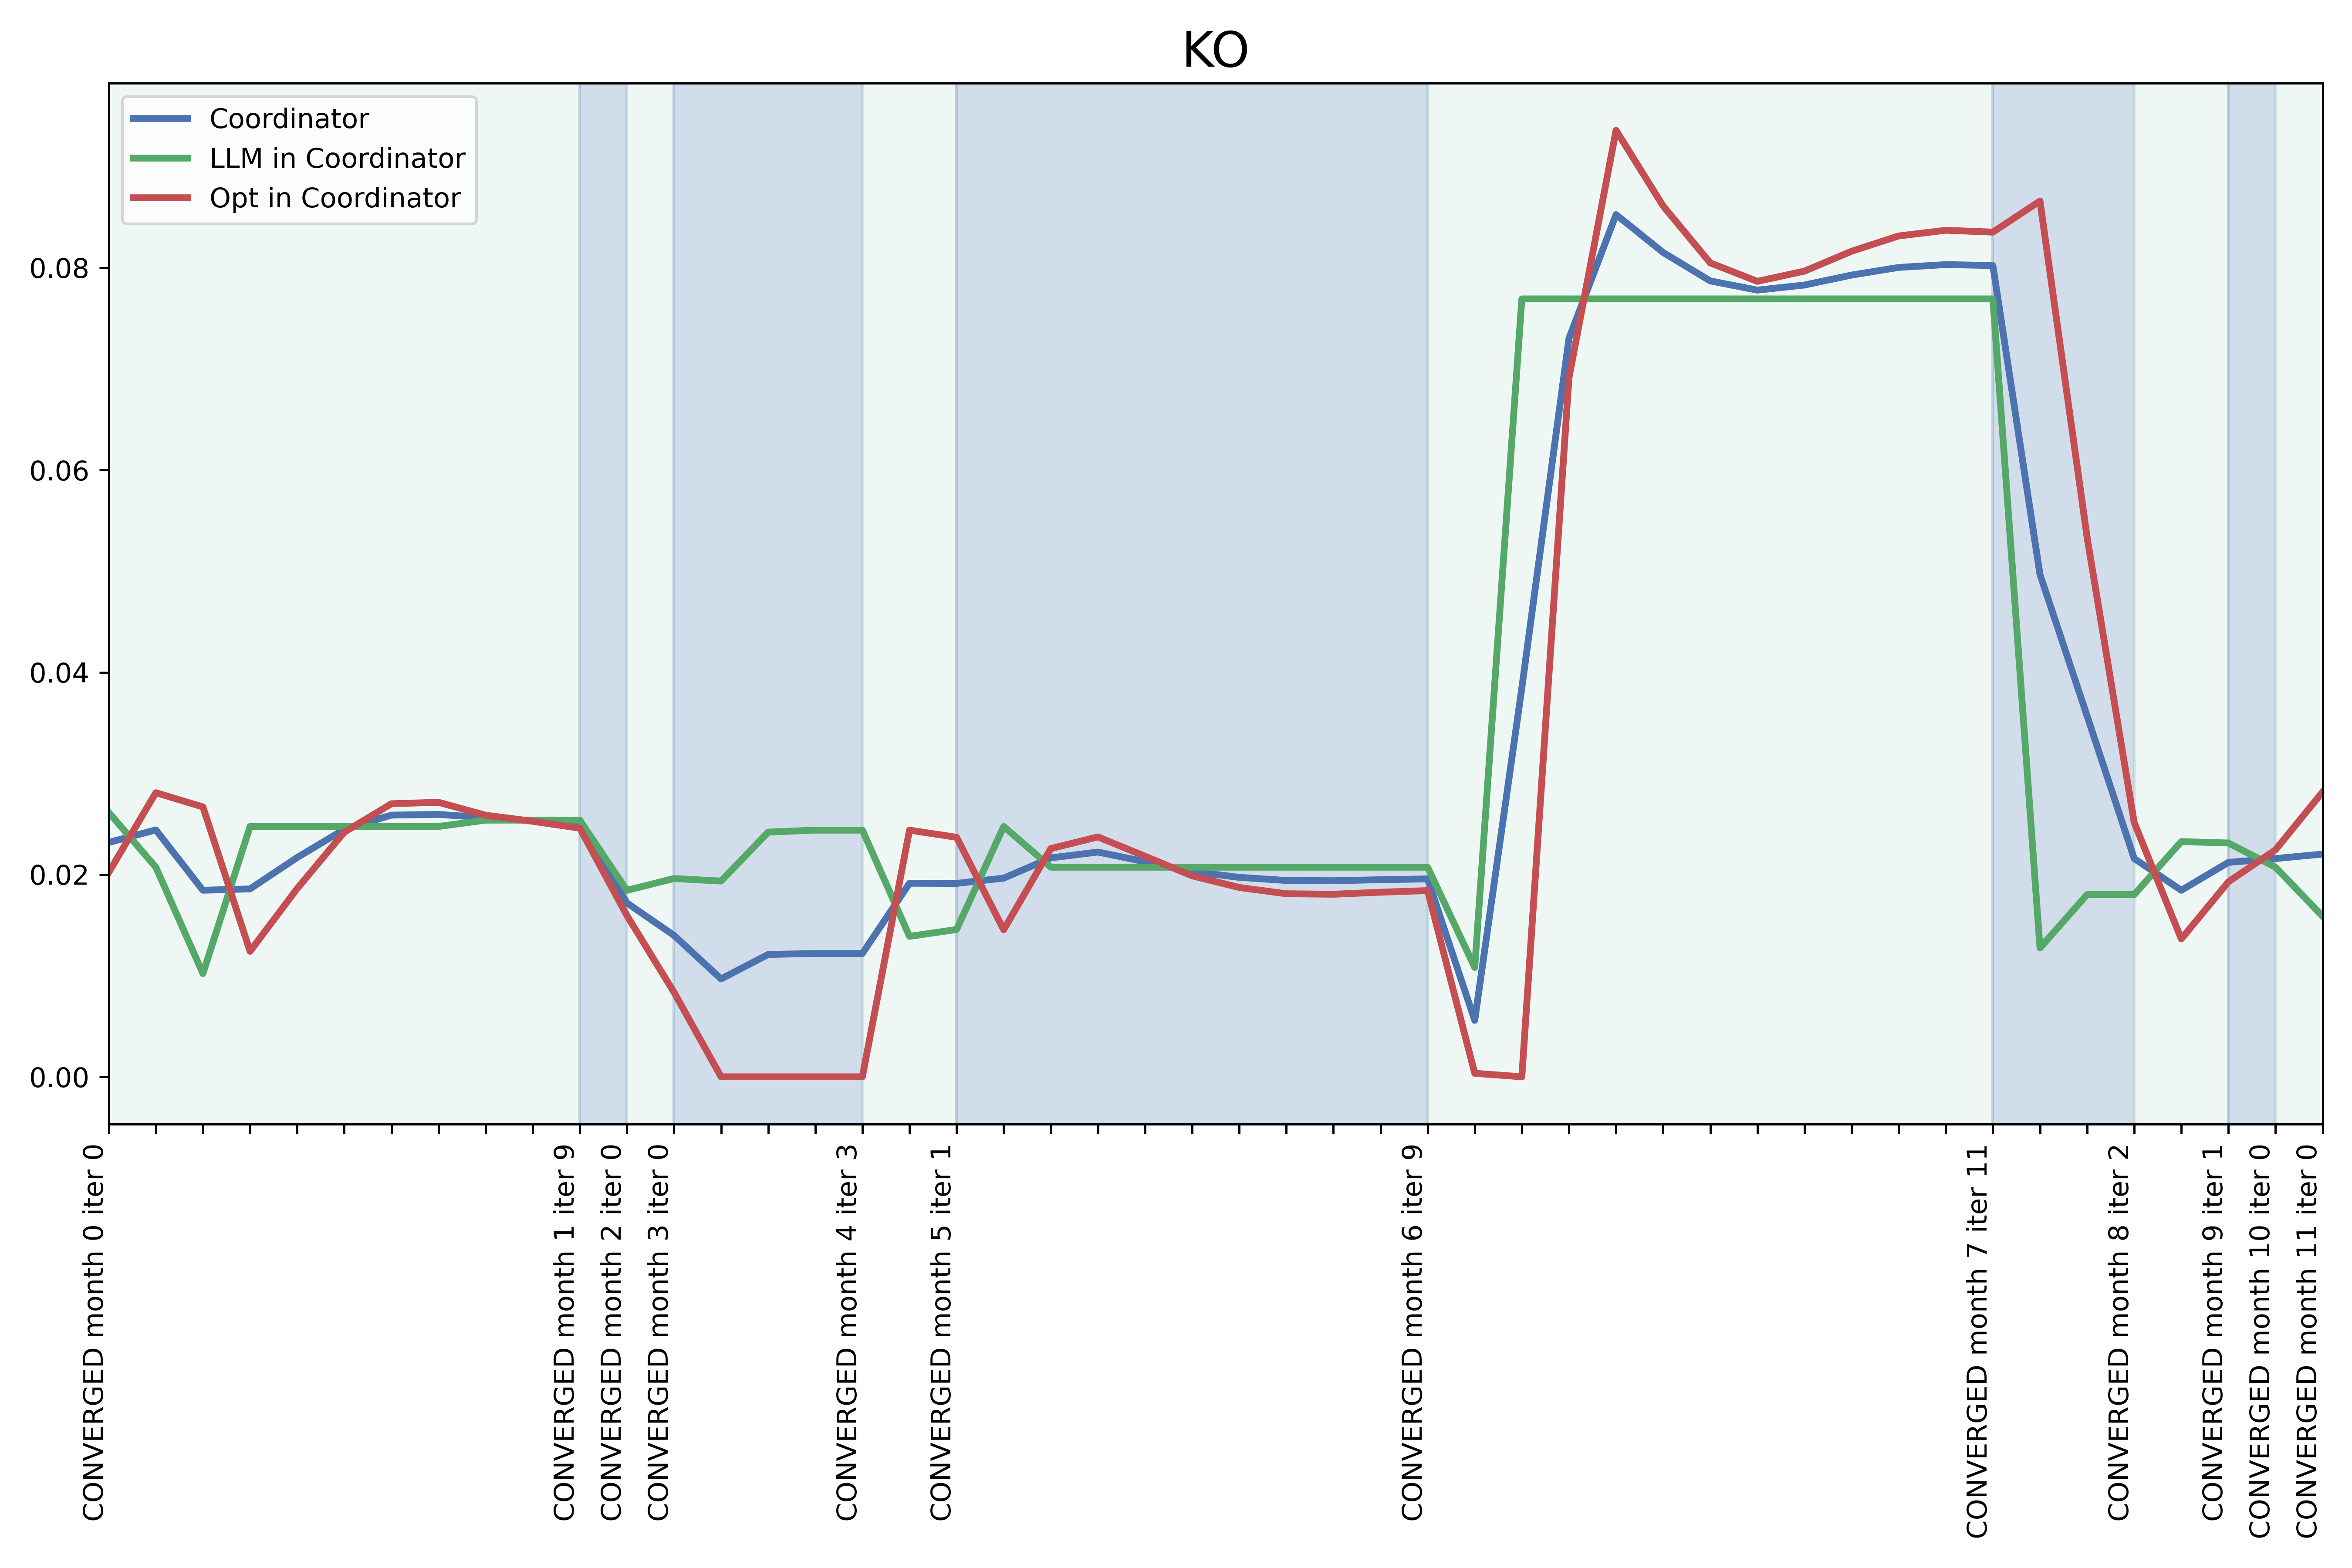 KO
Coordinator
LLM in Coordinator
Opt in Coordinator
0.08
0.06
0.04
0.02
0.00
CONVERGED month 0 iter 0
CONVERGED month 1 iter 9
CONVERGED month 2 iter 0
CONVERGED month 3 iter 0
CONVERGED month 4 iter 3
CONVERGED month 5 iter 1
CONVERGED month 6 iter 9
CONVERGED month 7 iter 11
CONVERGED month 8 iter 2
CONVERGED month 9 iter 1
CONVERGED month 10 iter 0
CONVERGED month 11 iter 0